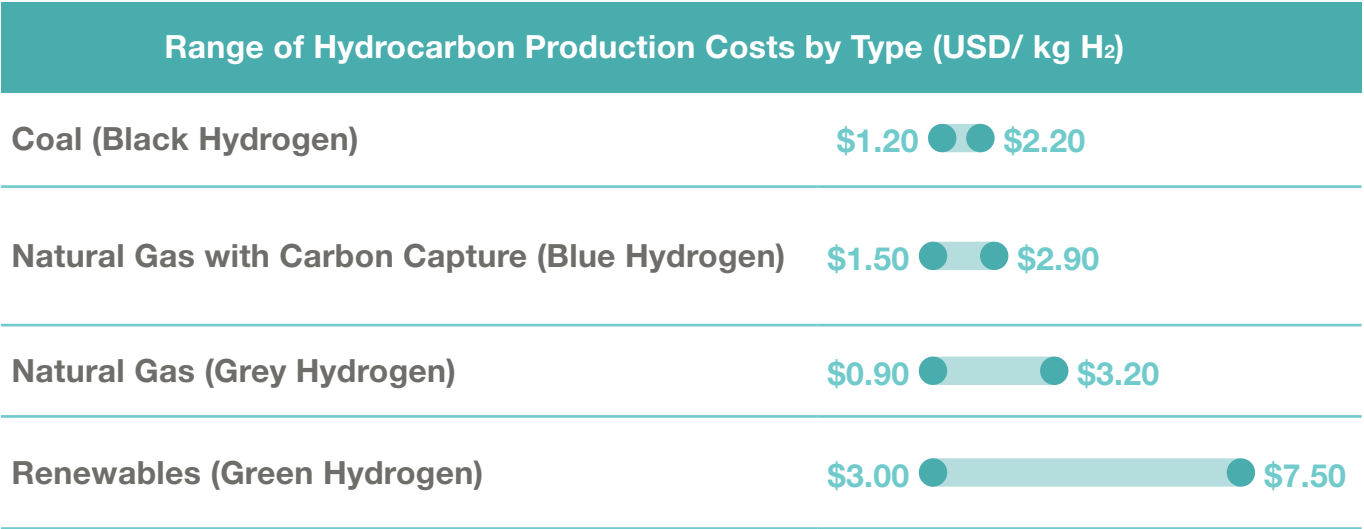 Range of Hydrocarbon Production Costs by Type (USD/ kg H₂)
Coal (Black Hydrogen) $1.20 $2.20
Natural Gas with Carbon Capture (Blue Hydrogen) $1.50 $2.90
Natural Gas (Grey Hydrogen) $0.90 $3.20
Renewables (Green Hydrogen) $3.00 $7.50